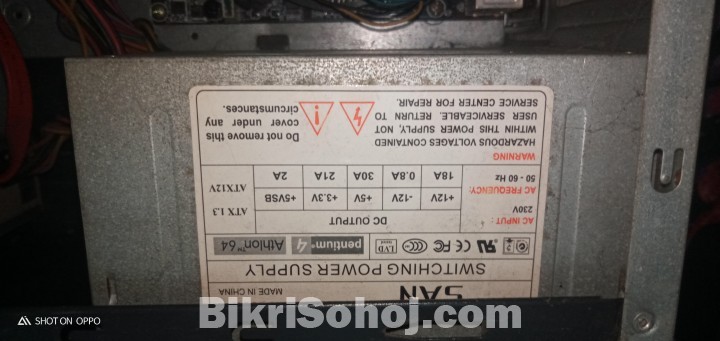 SAN
MADE IN CHINA
SWITCHING POWER SUPPLY
pentium 4
Athlon™ 64
AC INPUT :
230V
AC FREQUENCY:
50 - 60 Hz
DC OUTPUT
+12V -12V +5V +3.3V +5VSB
18A 0.8A 30A 21A 2A
ATX 1.3
ATX12V
WARNING
HAZARDOUS VOLTAGES CONTAINED
WITHIN THIS POWER SUPPLY, NOT
USER SERVICEABLE. RETURN TO
SERVICE CENTER FOR REPAIR.
Do not remove this
cover under any
circumstances.
BikriSohoj.com
SHOT ON OPPO